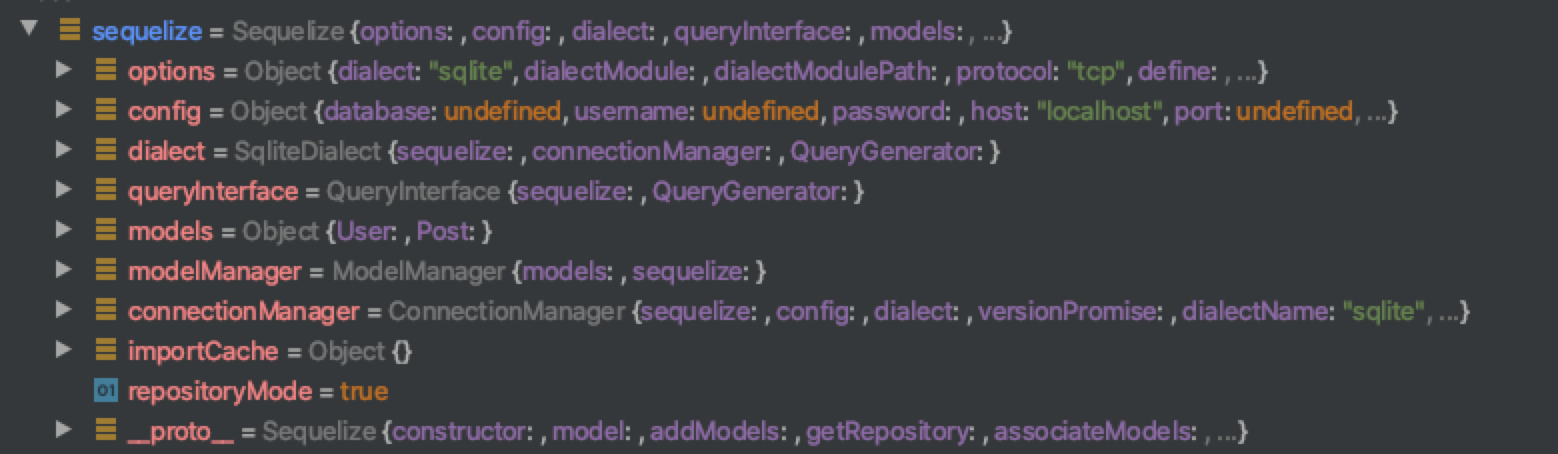 sequelize = Sequelize {options: , config: , dialect: , queryInterface: , models: , ...}
options = Object {dialect: "sqlite", dialectModule: , dialectModulePath: , protocol: "tcp", define: , ...}
config = Object {database: undefined, username: undefined, password: , host: "localhost", port: undefined, ...}
dialect = SqliteDialect {sequelize: , connectionManager: , QueryGenerator: }
queryInterface = QueryInterface {sequelize: , QueryGenerator: }
models = Object {User: , Post: }
modelManager = ModelManager {models: , sequelize: }
connectionManager = ConnectionManager {sequelize: , config: , dialect: , versionPromise: , dialectName: "sqlite", ...}
importCache = Object {}
01 repositoryMode = true
__proto__ = Sequelize {constructor: , model: , addModels: , getRepository: , associateModels: , ...}